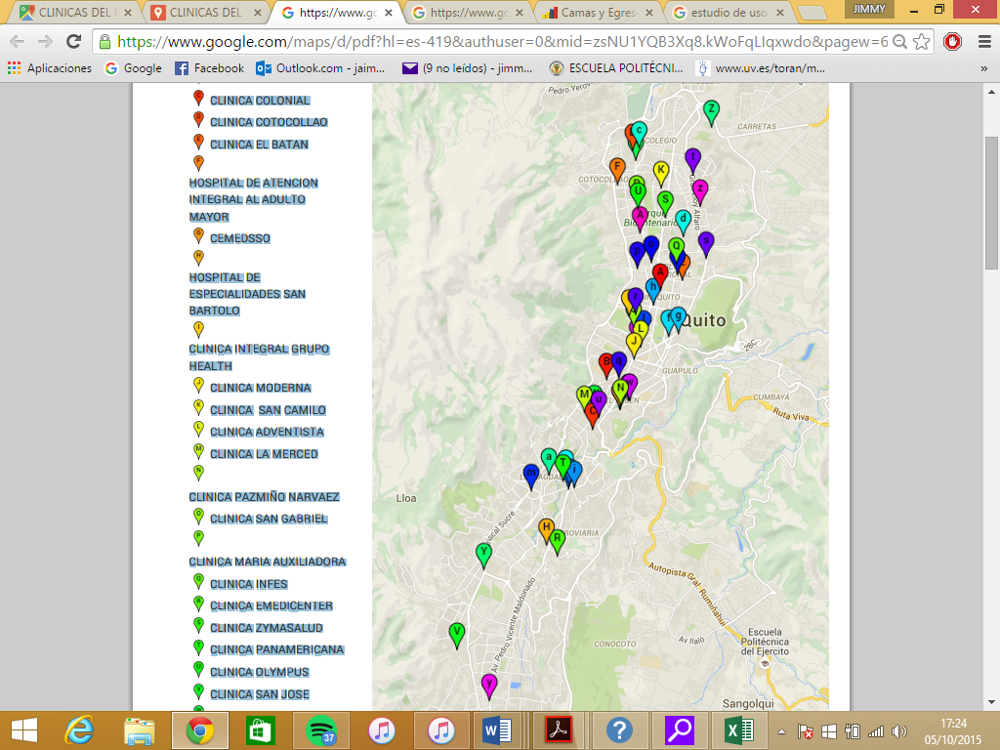 CLINICAS DEL
CLINICAS DEL
https://www.go
https://www.go
Camas y Egres
estudio de uso
JIMMY
https://www.google.com/maps/d/pdf?hl=es-419&authuser=0&mid=zsNU1YQB3Xq8.kWoFqLIqxwdo&pagew=6
Aplicaciones
Google
Facebook
Outlook.com - jaim...
(9 no leídos) - jimm...
ESCUELA POLITÉCNI...
www.uv.es/toran/m...
»
C CLINICA COLONIAL
D CLINICA COTOCOLLAO
E CLINICA EL BATAN
F
HOSPITAL DE ATENCION
INTEGRAL AL ADULTO
MAYOR
G CEMEDSSO
H
HOSPITAL DE
ESPECIALIDADES SAN
BARTOLO
I
CLINICA INTEGRAL GRUPO
HEALTH
J CLINICA MODERNA
K CLINICA SAN CAMILO
L CLINICA ADVENTISTA
M CLINICA LA MERCED
N
CLINICA PAZMIÑO NARVAEZ
O CLINICA SAN GABRIEL
P
CLINICA MARIA AUXILIADORA
Q CLINICA INFES
R CLINICA EMEDICENTER
S CLINICA ZYMASALUD
T CLINICA PANAMERICANA
U CLINICA OLYMPUS
V CLINICA SAN JOSE
Pedro Yerov
Z
CARRETAS
c
COLEGIO
t
F
K
COTOCOLLAO
z
U
S
Alfaro
A
Parque
Bicentenario
d
s
P
Q
A
h
r
f
g
Quito
L
J
2BC
B
q
GUAPULO
w
M
N
u
C
CUMBAYÁ
Ruta Viva
a
T
m
i
Lloa
H
R
Y
Autopista Gral. Rumiñahui
Av. Pedro Vicente Maldonado
V
CONOCOTO
Av Ilalo
Escuela
Politécnica
del Ejercito
y
Sangolqui
37
17:24
05/10/2015